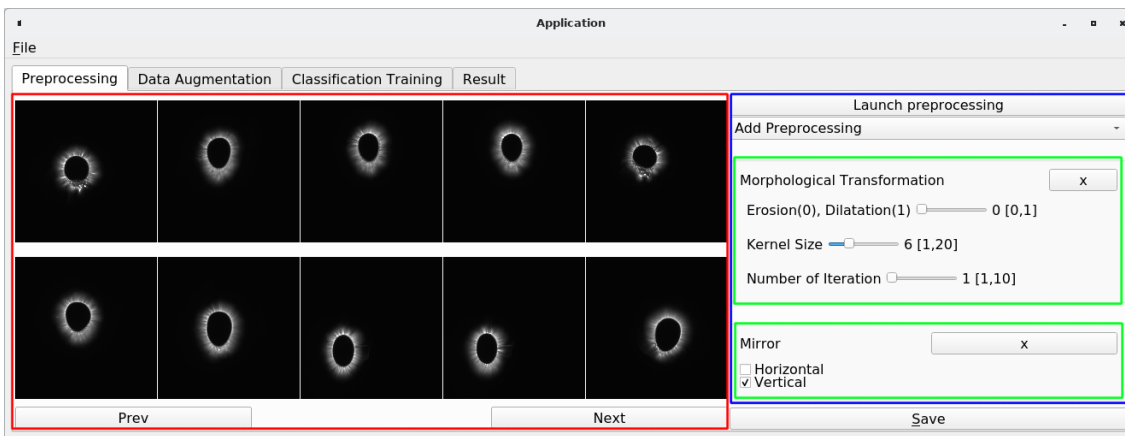 Application
File
Preprocessing Data Augmentation Classification Training Result
Launch preprocessing
Add Preprocessing
Morphological Transformation x
Erosion(0), Dilatation(1) 0 [0,1]
Kernel Size 6 [1,20]
Number of Iteration 1 [1,10]
Mirror x
Horizontal
Vertical
Prev Next Save